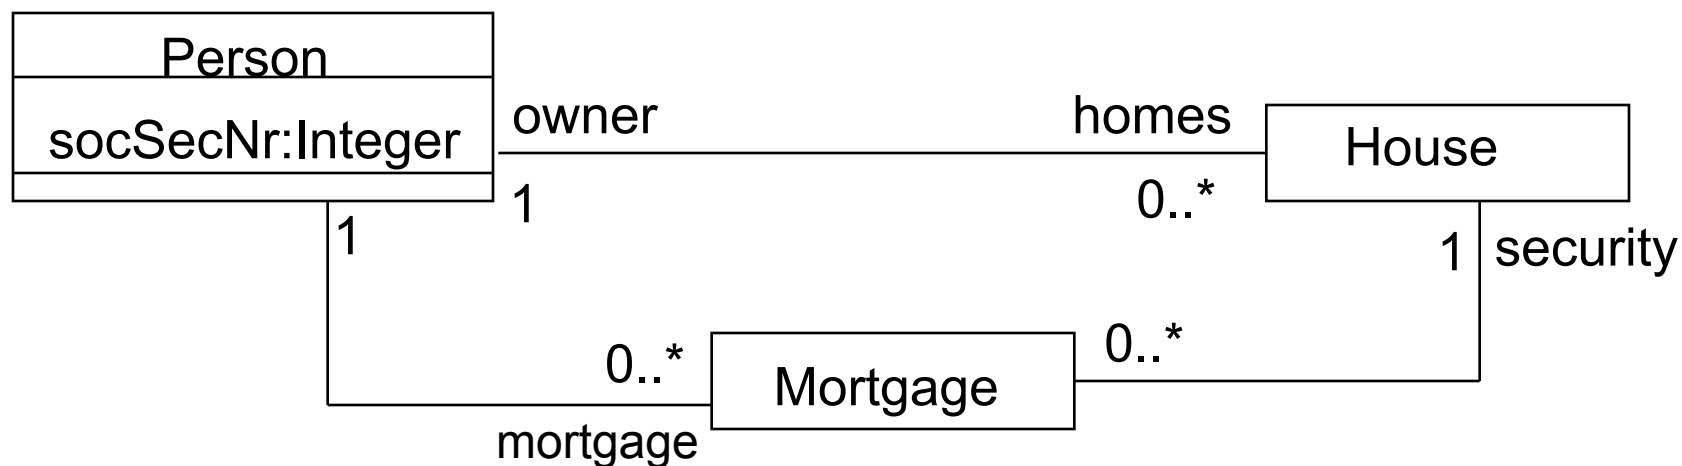 Person
socSecNr:Integer
owner
homes
House
1
0..*
1
1
security
0..*
0..*
Mortgage
mortgage